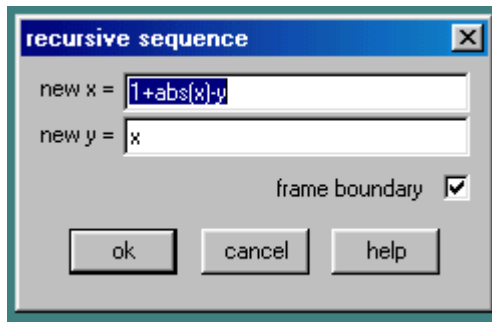 recursive sequence
new x = 1+abs(x)-y
new y = x
frame boundary
ok cancel help